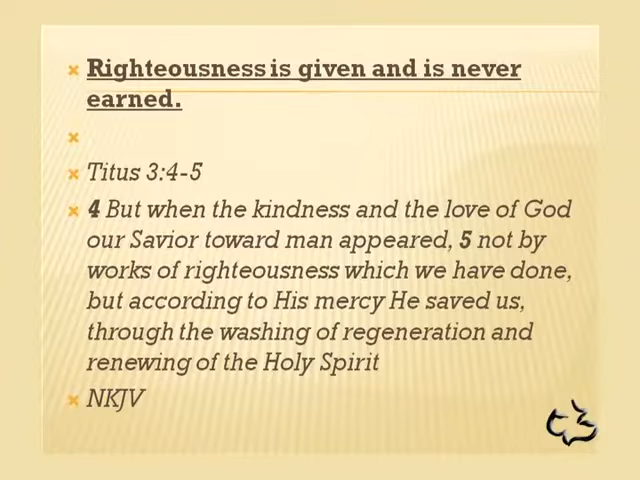 Righteousness is given and is never
earned.
Titus 3:4-5
4 But when the kindness and the love of God
our Savior toward man appeared, 5 not by
works of righteousness which we have done,
but according to His mercy He saved us,
through the washing of regeneration and
renewing of the Holy Spirit
NKJV